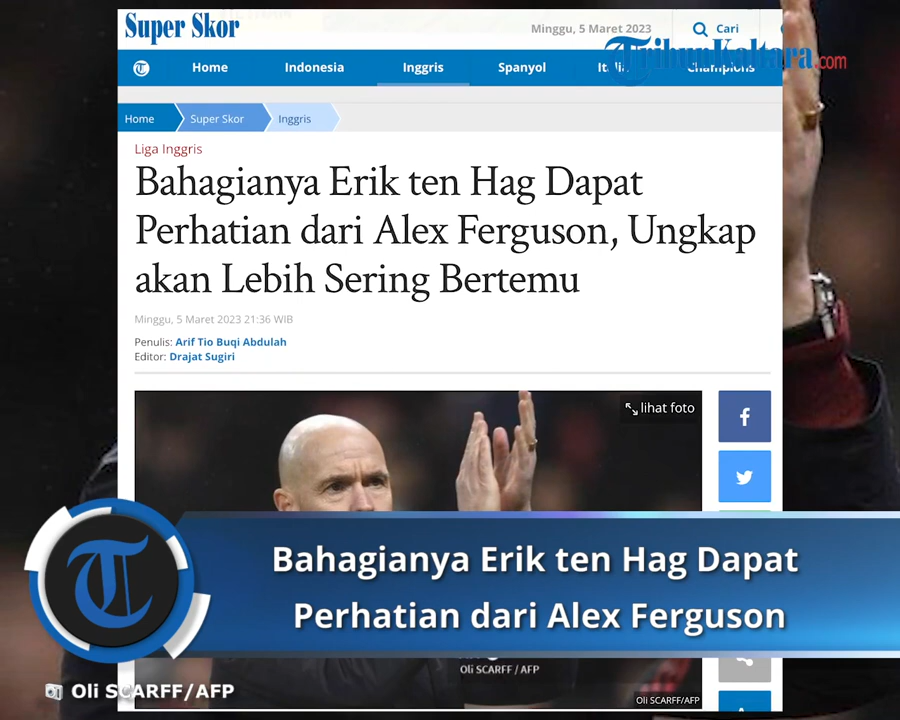 Super Skor
Minggu, 5 Maret 2023
Cari
TribunKaltara.com
Home
Indonesia
Inggris
Spanyol
Champions
Home
Super Skor
Inggris
Liga Inggris
Bahagianya Erik ten Hag Dapat
Perhatian dari Alex Ferguson, Ungkap
akan Lebih Sering Bertemu
Minggu, 5 Maret 2023 21:36 WIB
Penulis: Arif Tio Buqi Abdulah
Editor: Drajat Sugiri
lihat foto
Bahagianya Erik ten Hag Dapat
Perhatian dari Alex Ferguson
Oli SCARFF / AFP
Oli SCARFF/AFP
Oli SCARFF/AFP